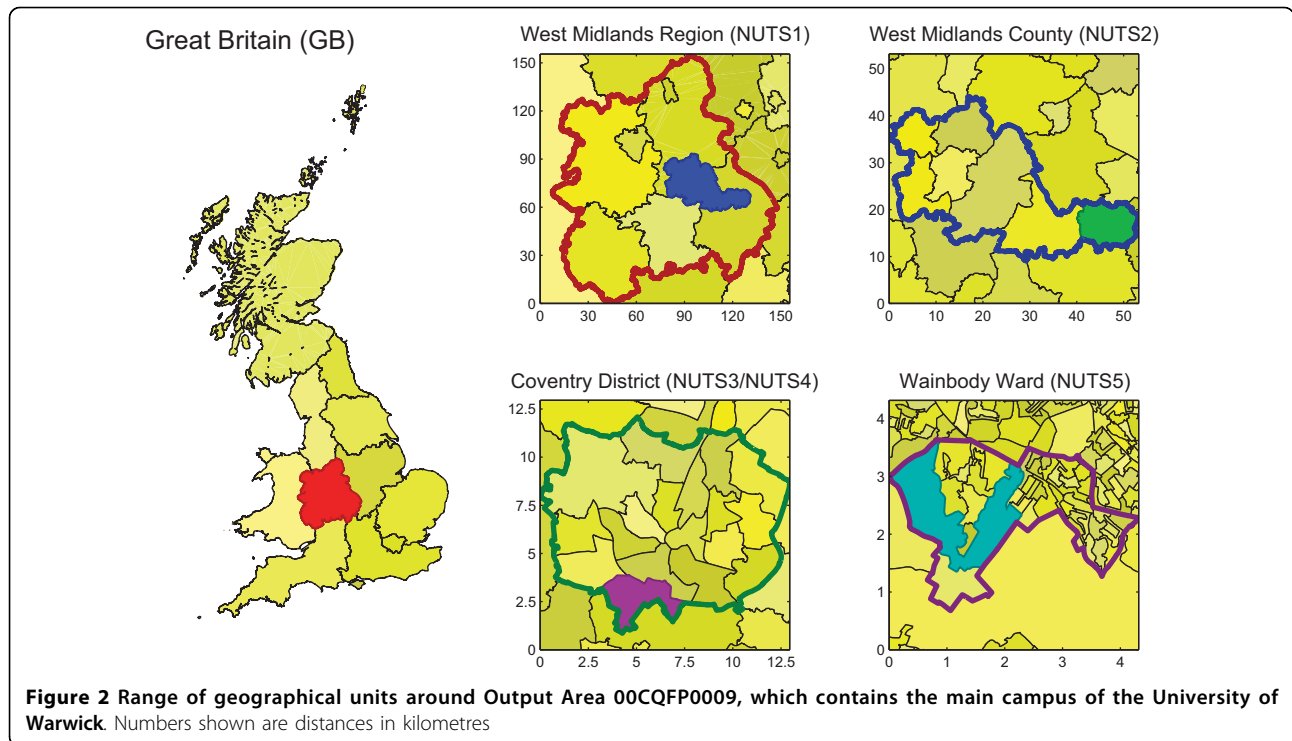 Great Britain (GB)
West Midlands Region (NUTS1)
150
120
90
60
30
0
0 30 60 90 120 150
West Midlands County (NUTS2)
50
40
30
20
10
0
0 10 20 30 40 50
Coventry District (NUTS3/NUTS4)
12.5
10
7.5
5
2.5
0
0 2.5 5 7.5 10 12.5
Wainbody Ward (NUTS5)
4
3
2
1
0
0 1 2 3 4
Figure 2 Range of geographical units around Output Area 00CQFP0009, which contains the main campus of the University of
Warwick. Numbers shown are distances in kilometres